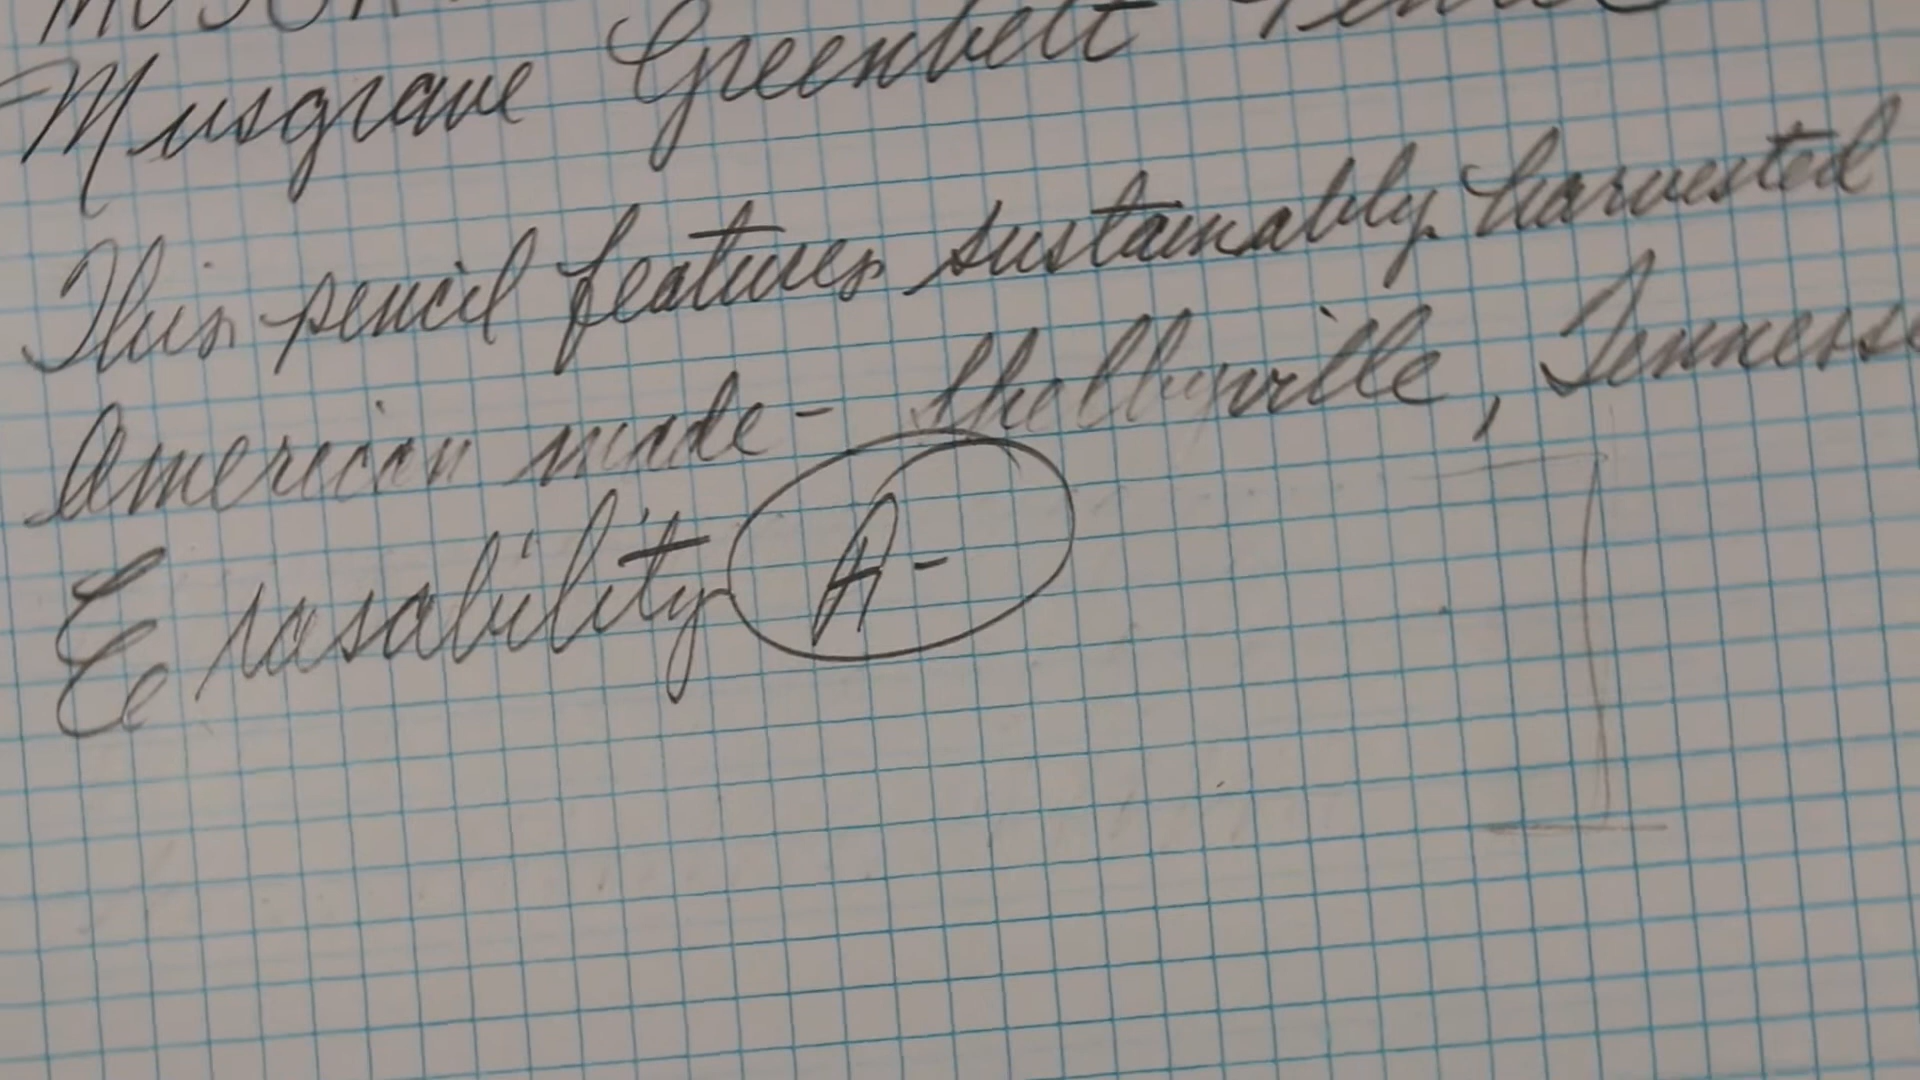 Musgrave Greenbelt
This pencil features sustainably harvested
American made - Shelbyville, Tennesse
Erasability A-